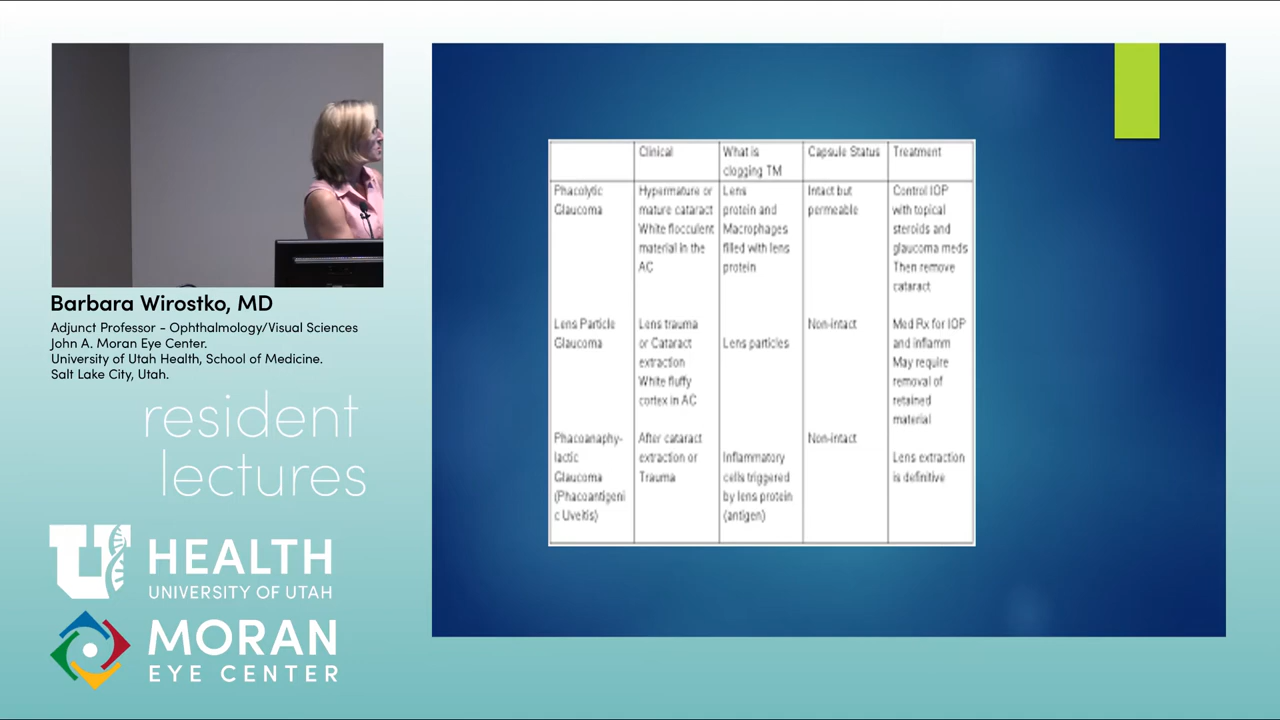 Barbara Wirostko, MD
Adjunct Professor - Ophthalmology/Visual Sciences
John A. Moran Eye Center.
University of Utah Health, School of Medicine.
Salt Lake City, Utah.
resident
lectures
U
HEALTH
UNIVERSITY OF UTAH
MORAN
EYE CENTER
Clinical
What is
clogging TM
Capsule Status
Treatment
Phacolytic
Glaucoma
Hypermature or
mature cataract
White flocculent
material in the
AC
Lens
protein and
Macrophages
filled with lens
protein
Intact but
permeable
Control IOP
with topical
steroids and
glaucoma meds
Then remove
cataract
Lens Particle
Glaucoma
Lens trauma
or Cataract
extraction
White fluffy
cortex in AC
Lens particles
Non-intact
Med Rx for IOP
and inflamm
May require
removal of
retained
material
Phacoanaphy-
lactic
Glaucoma
(Phacoantigeni
c Uveitis)
After cataract
extraction or
Trauma
Inflammatory
cells triggered
by lens protein
(antigen)
Non-intact
Lens extraction
is definitive